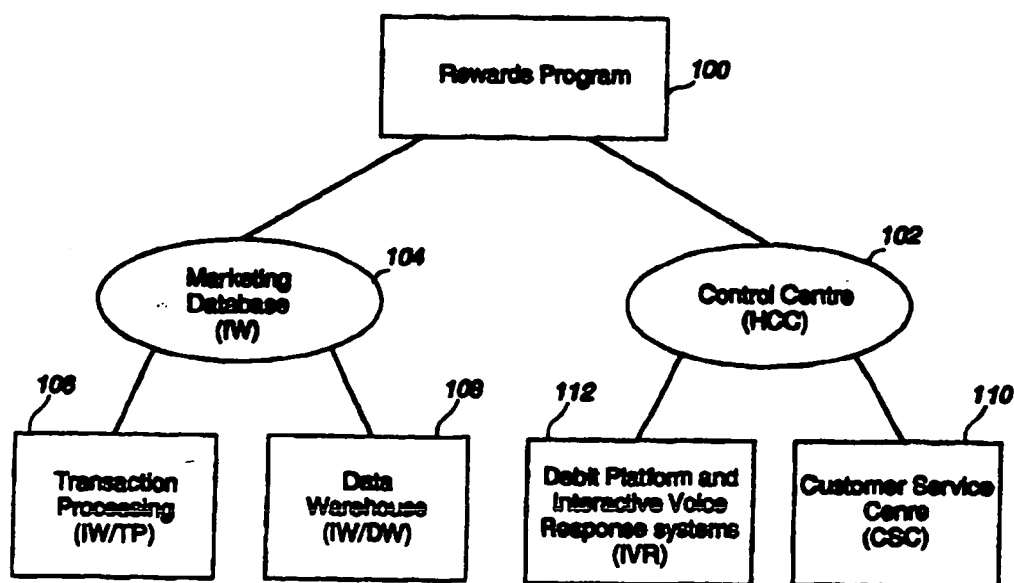 Rewards Program
100
102
104
Marketing
Database
(IW)
Control Centre
(HCC)
106
108
112
110
Transaction
Processing
(IW/TP)
Data
Warehouse
(IW/DW)
Debit Platform and
Interactive Voice
Response systems
(IVR)
Customer Service
Cenre
(CSC)